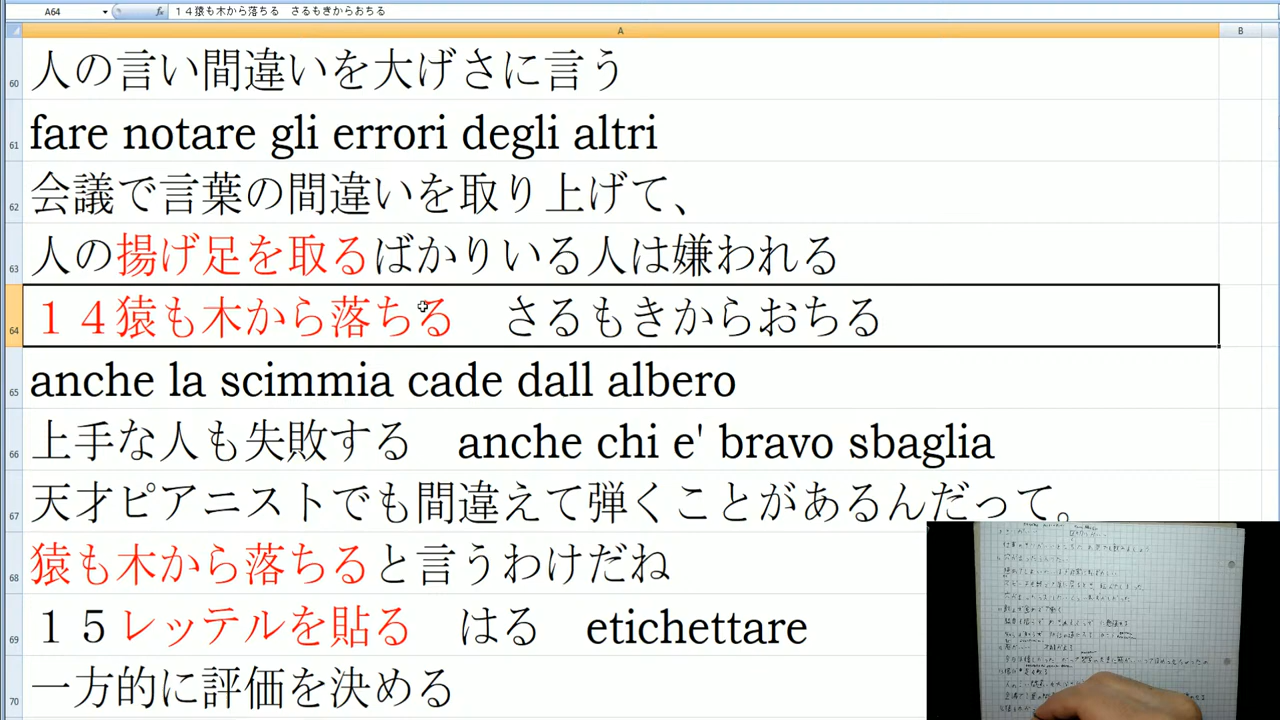 A64
fx
１４猿も木から落ちる　さるもきからおちる
A
B
60 人の言い間違いを大げさに言う
61 fare notare gli errori degli altri
62 会議で言葉の間違いを取り上げて、
63 人の揚げ足を取るばかりいる人は嫌われる
64 １４猿も木から落ちる　さるもきからおちる
65 anche la scimmia cade dall albero
66 上手な人も失敗する　anche chi e' bravo sbaglia
67 天才ピアニストでも間違えて弾くことがあるんだって。
68 猿も木から落ちると言うわけだね
69 １５レッテルを貼る　はる　etichettare
70 一方的に評価を決める